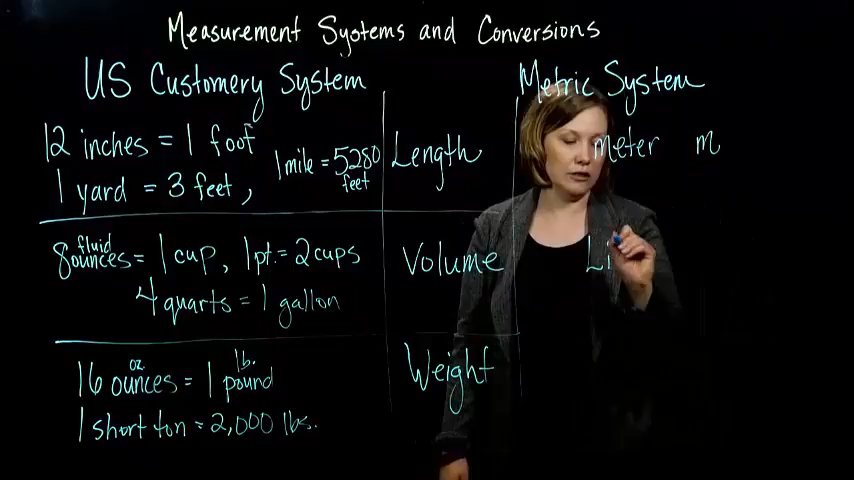 Measurement Systems and Conversions
US Customery System
Metric System
12 inches = 1 foot
1 yard = 3 feet,
1 mile = 5280
feet
Length
meter m
8 fluid ounces = 1 cup, 1 pt. = 2 cups
4 quarts = 1 gallon
Volume
Li
16 ounces oz. = 1 pound lb.
1 short ton = 2,000 lbs.
Weight